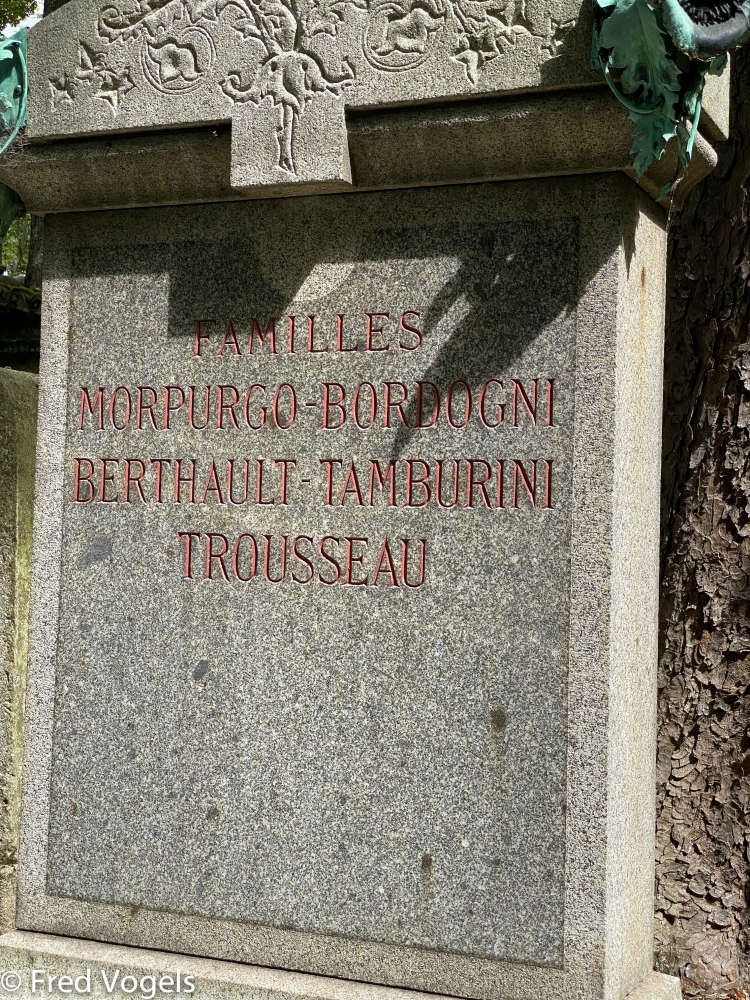 FAMILLES
MORPURGO-BORDOGNI
BERTHAULT-TAMBURINI
TROUSSEAU
© Fred Vogels